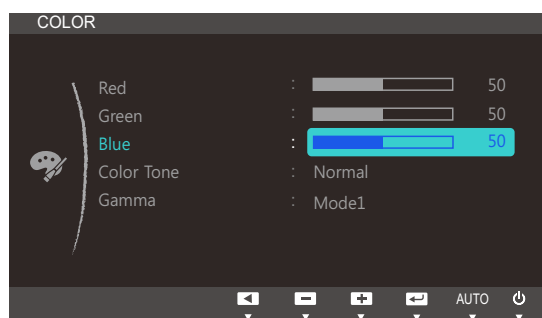 COLOR
Red : 50
Green : 50
Blue : 50
Color Tone : Normal
Gamma : Mode1
AUTO